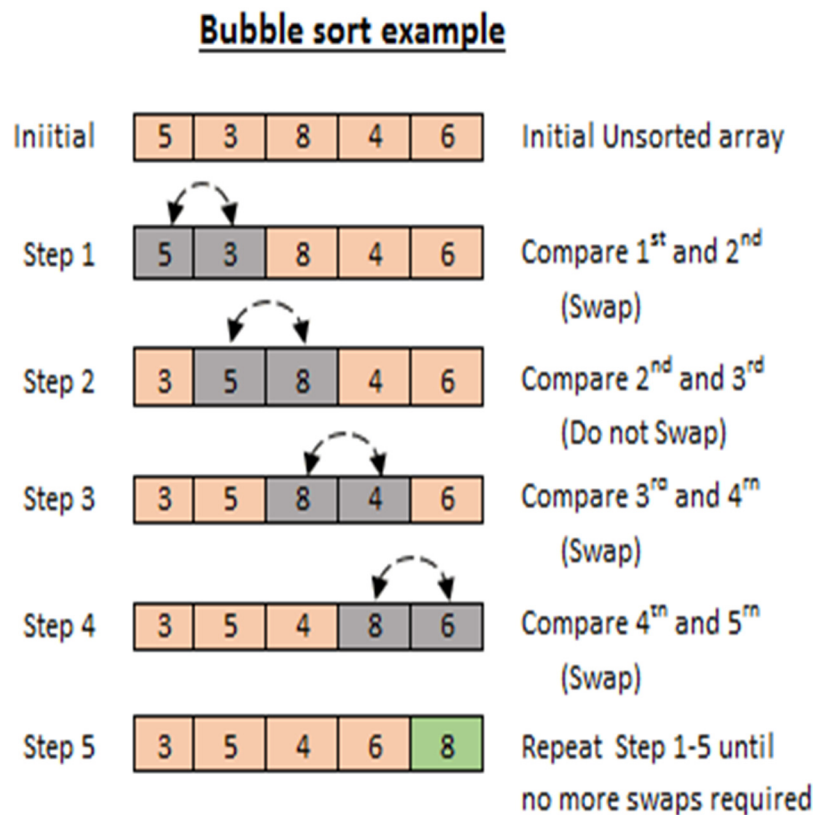 Bubble sort example
Iniitial 5 3 8 4 6 Initial Unsorted array
Step 1 5 3 8 4 6 Compare 1st and 2nd
(Swap)
Step 2 3 5 8 4 6 Compare 2nd and 3rd
(Do not Swap)
Step 3 3 5 8 4 6 Compare 3rd and 4th
(Swap)
Step 4 3 5 4 8 6 Compare 4th and 5th
(Swap)
Step 5 3 5 4 6 8 Repeat Step 1-5 until
no more swaps required